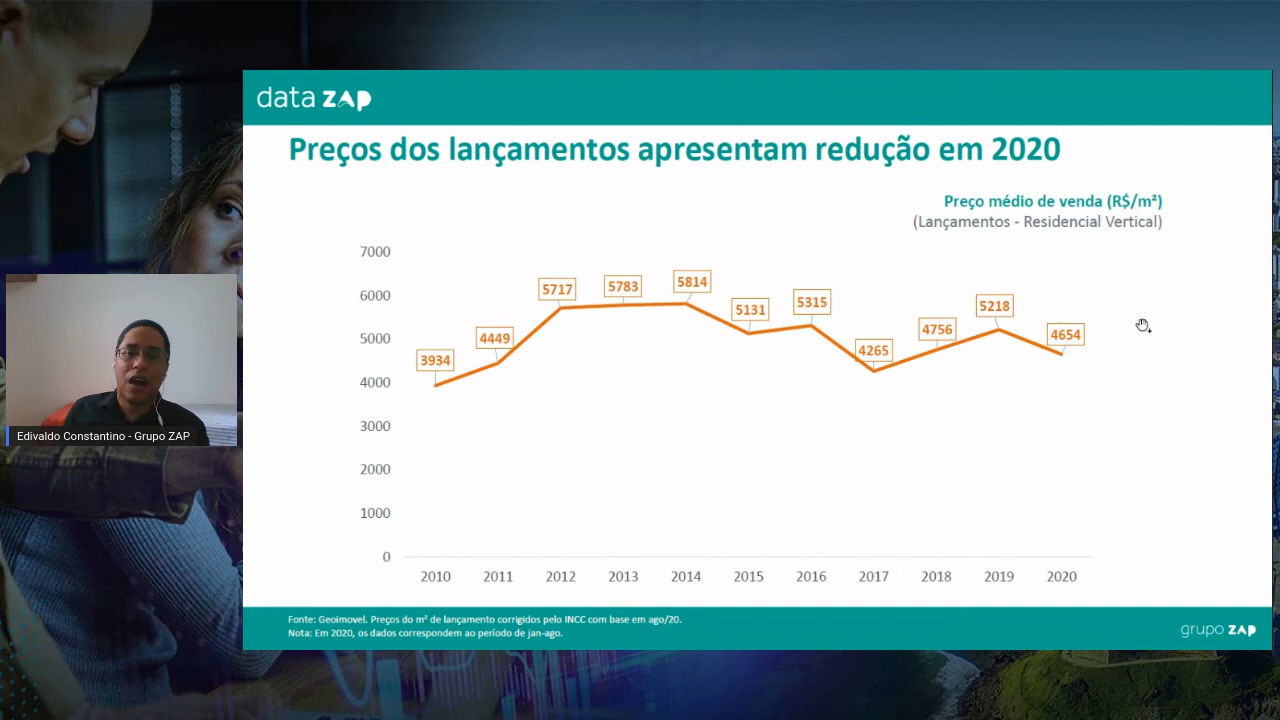 data ZAP
Preços dos lançamentos apresentam redução em 2020
Preço médio de venda (R$/m²)
(Lançamentos - Residencial Vertical)
7000
6000
5000
4000
3000
2000
1000
0
3934
4449
5717
5783
5814
5131
5315
4265
4756
5218
4654
2010 2011 2012 2013 2014 2015 2016 2017 2018 2019 2020
Edivaldo Constantino - Grupo ZAP
Fonte: Geoimovel. Preços do m² de lançamento corrigidos pelo INCC com base em ago/20.
Nota: Em 2020, os dados correspondem ao período de jan-ago.
grupo ZAP